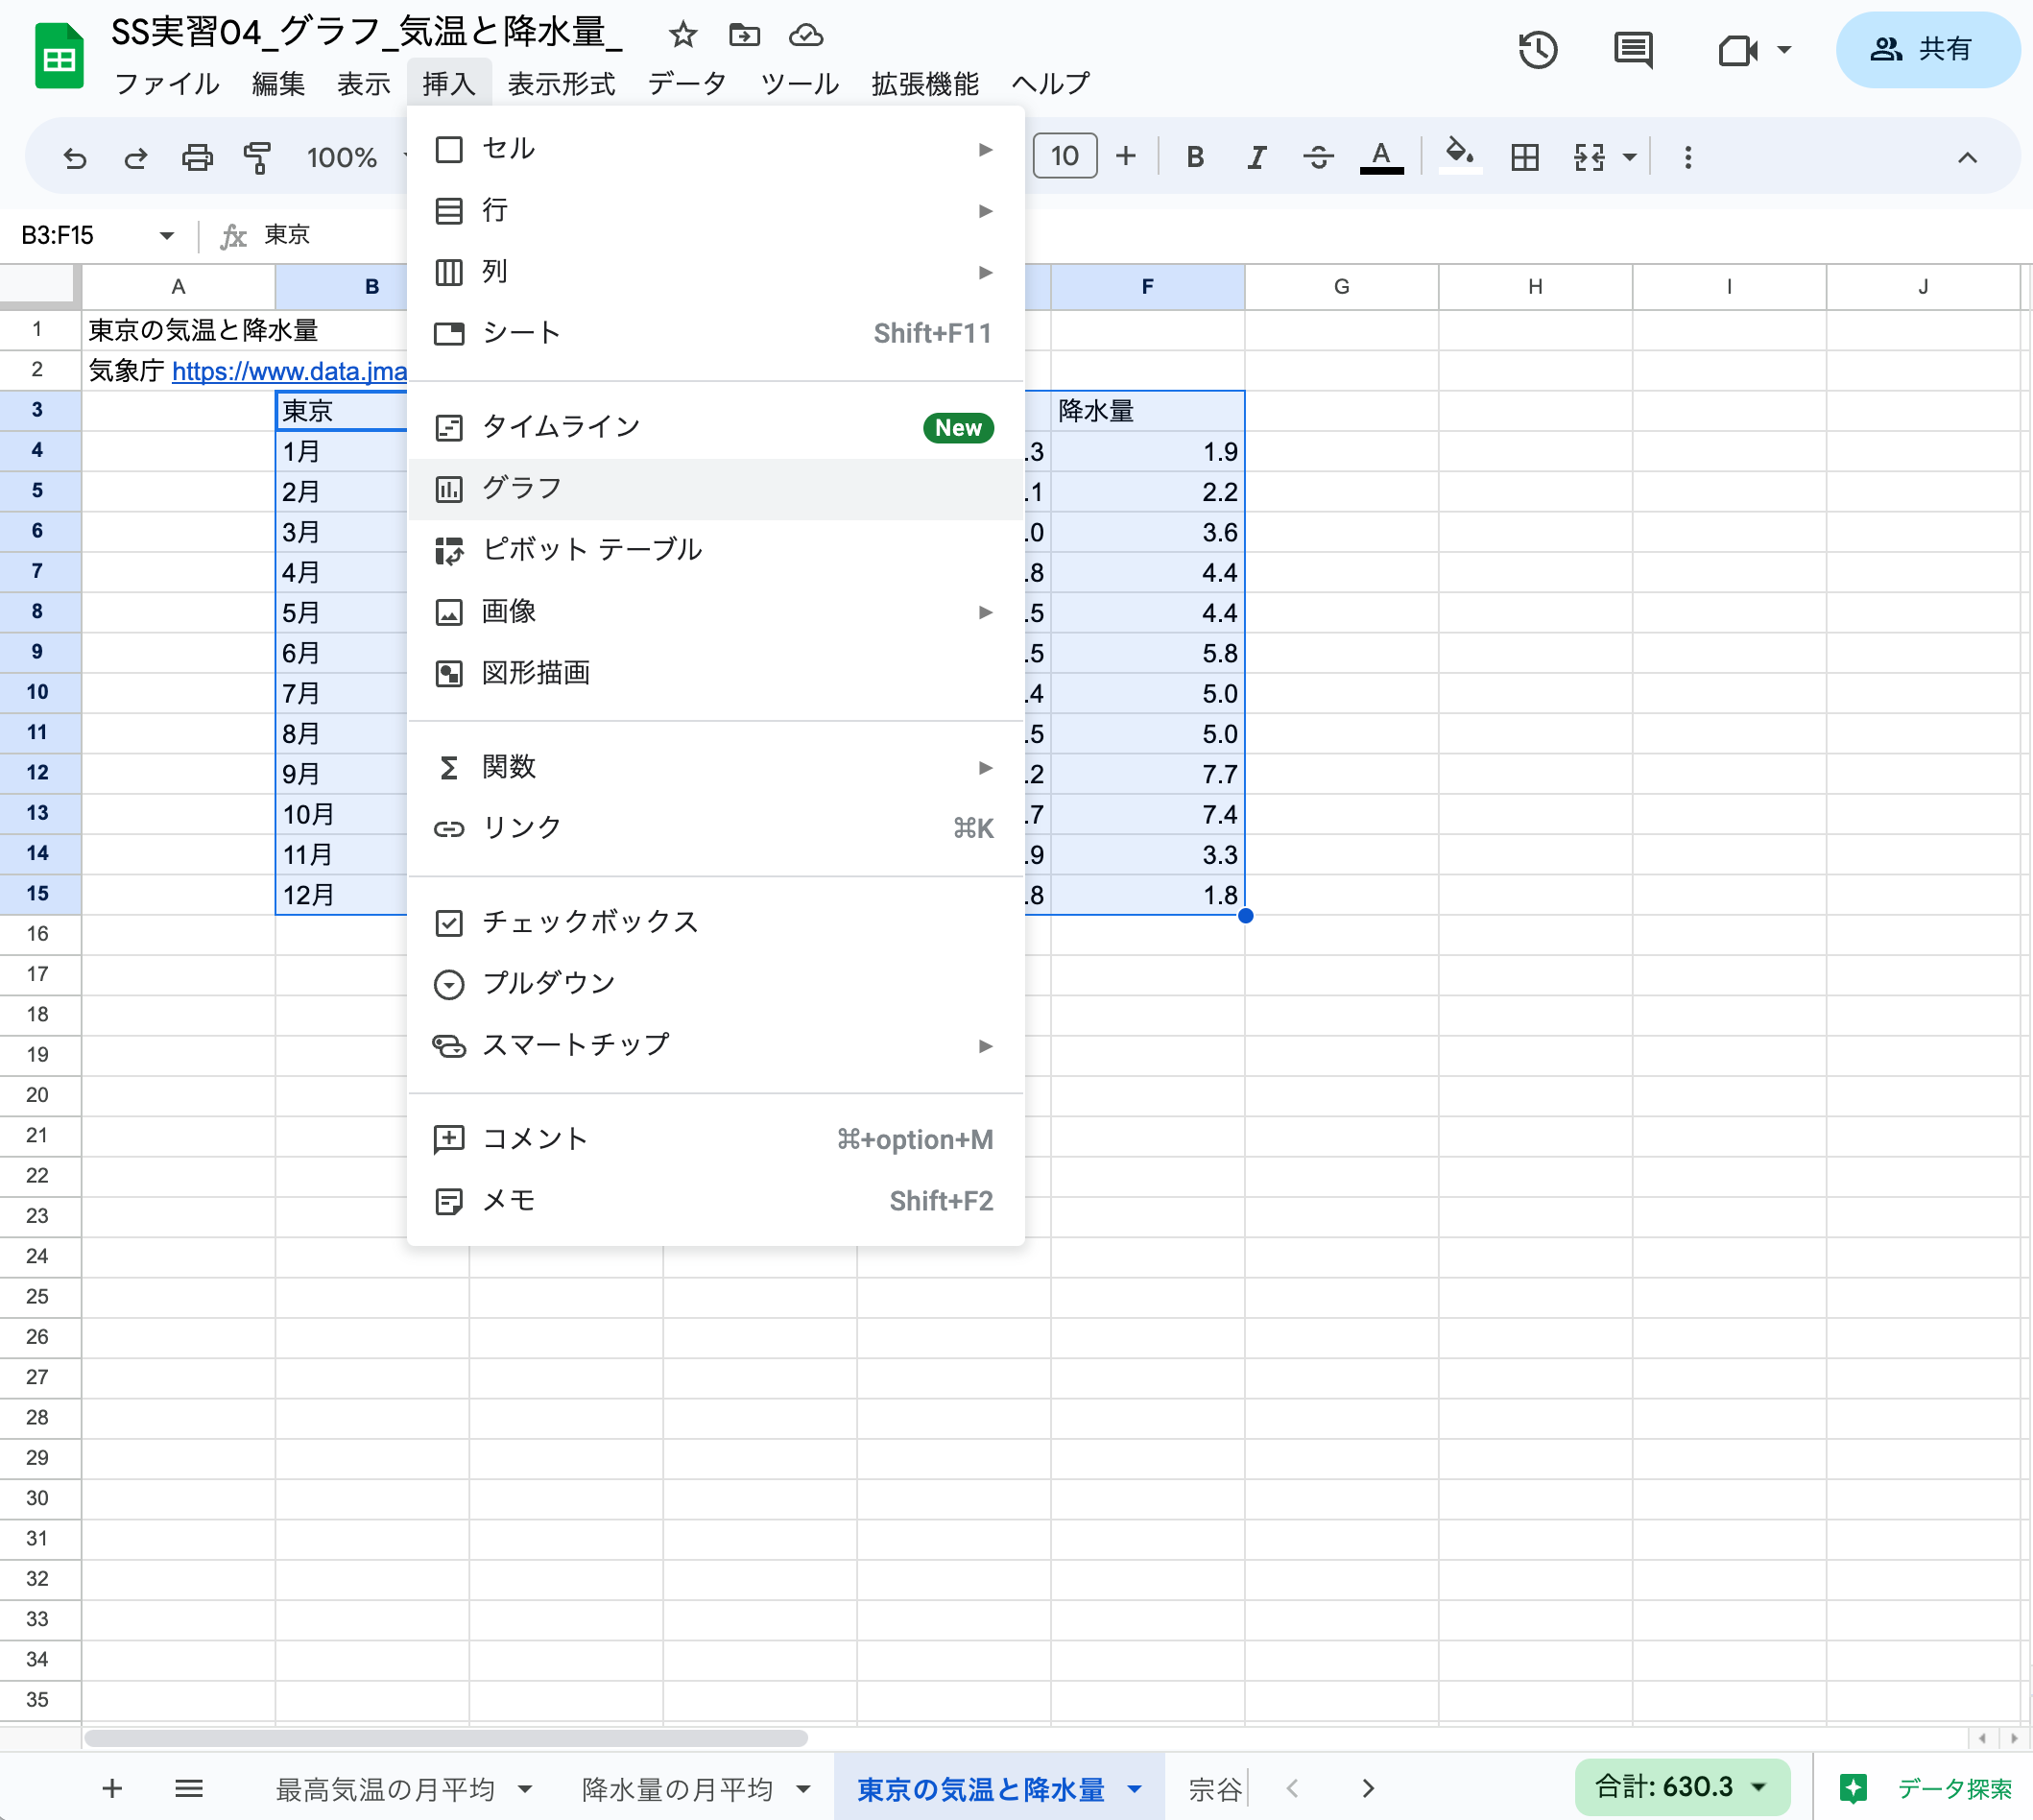 SS実習04_グラフ_気温と降水量_
ファイル 編集 表示 挿入 表示形式 データ ツール 拡張機能 ヘルプ
共有
100% 10 + B I S A
B3:F15 fx 東京
A B F G H I J
1 東京の気温と降水量
2 気象庁 https://www.data.jma
3 東京 降水量
4 1月 .3 1.9
5 2月 .1 2.2
6 3月 .0 3.6
7 4月 .8 4.4
8 5月 .5 4.4
9 6月 .5 5.8
10 7月 .4 5.0
11 8月 .5 5.0
12 9月 .2 7.7
13 10月 .7 7.4
14 11月 .9 3.3
15 12月 .8 1.8
16
17
18
19
20
21
22
23
24
25
26
27
28
29
30
31
32
33
34
35
セル
行
列
シート Shift+F11
タイムライン New
グラフ
ピボット テーブル
画像
図形描画
関数
リンク ⌘K
チェックボックス
プルダウン
スマートチップ
コメント ⌘+option+M
メモ Shift+F2
最高気温の月平均 降水量の月平均 東京の気温と降水量 宗谷 合計: 630.3 データ探索